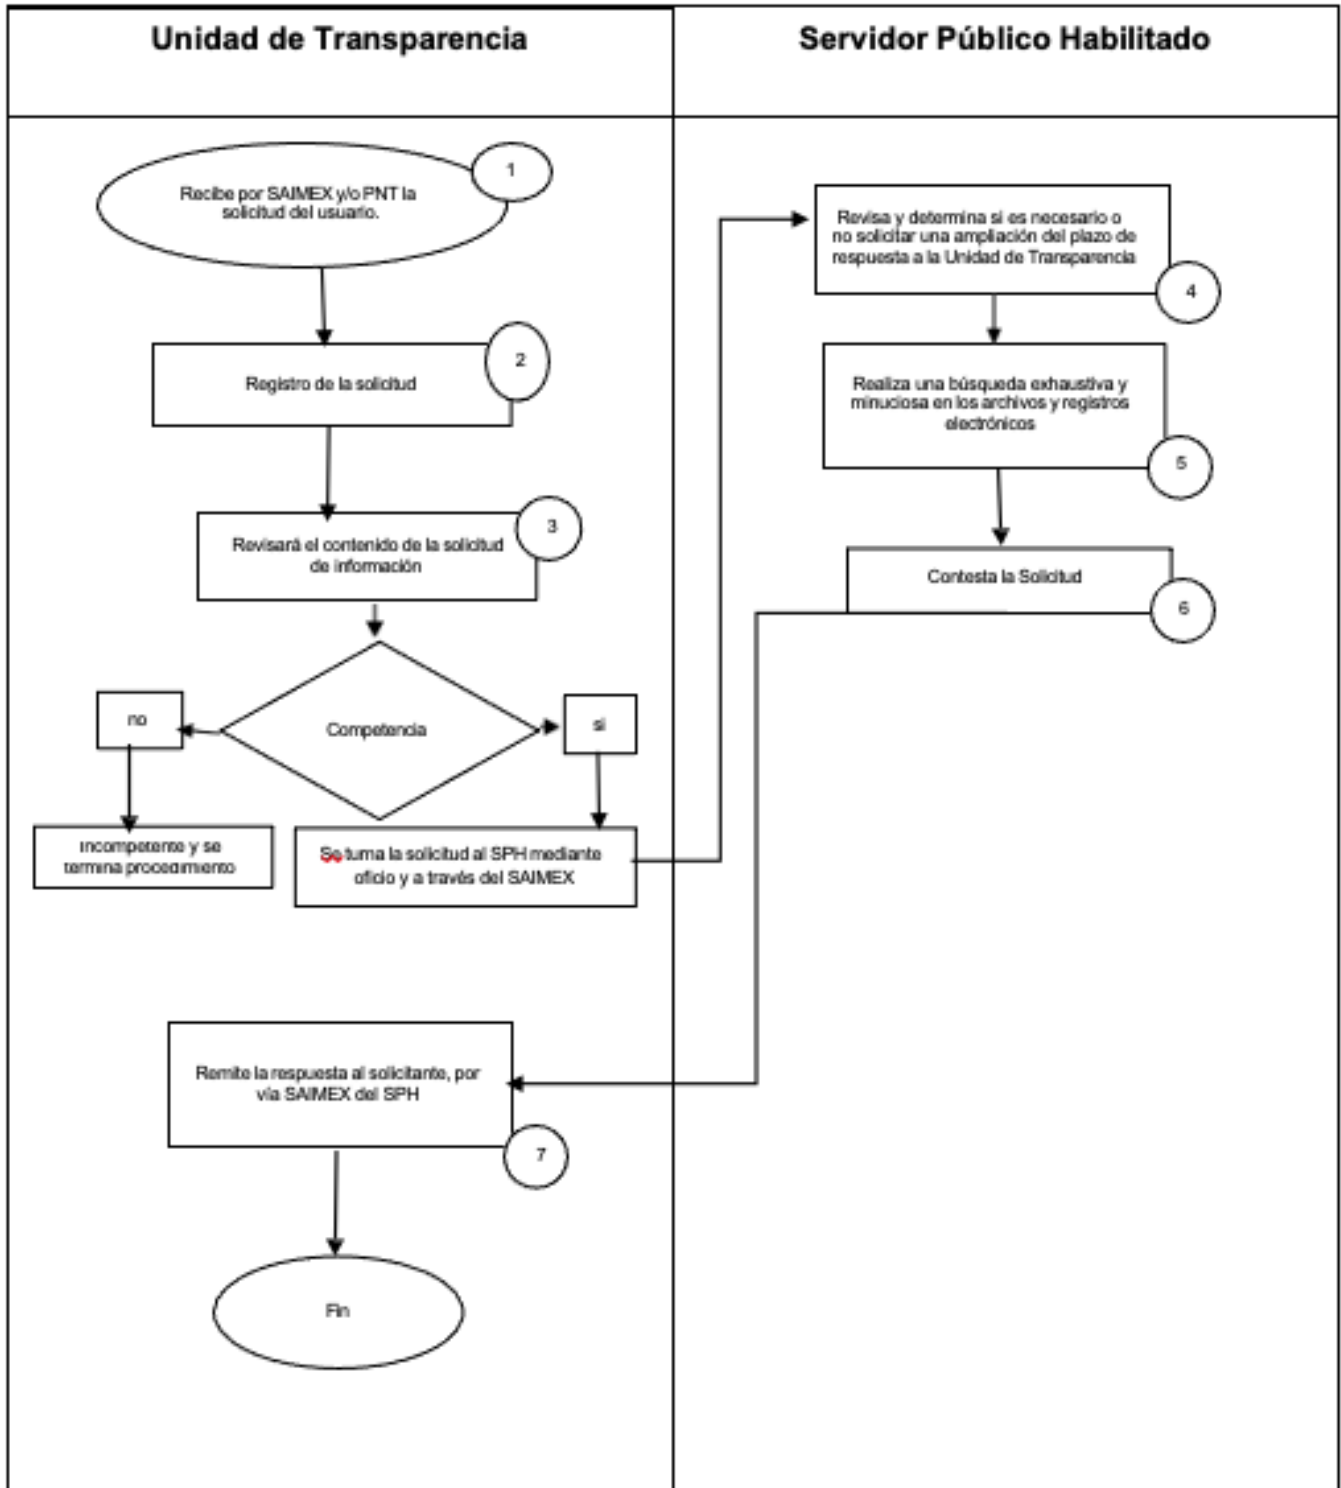 Unidad de Transparencia
Servidor Público Habilitado
1
Recibe por SAIMEX y/o PNT la
solicitud del usuario.
2
Registro de la solicitud
3
Revisará el contenido de la solicitud
de información
Competencia
no
si
incompetente y se
termina procedimiento
Se turna la solicitud al SPH mediante
oficio y a través del SAIMEX
Revisa y determina si es necesario o
no solicitar una ampliación del plazo de
respuesta a la Unidad de Transparencia
4
Realiza una búsqueda exhaustiva y
minuciosa en los archivos y registros
electrónicos
5
Contesta la Solicitud
6
Remite la respuesta al solicitante, por
vía SAIMEX del SPH
7
Fin